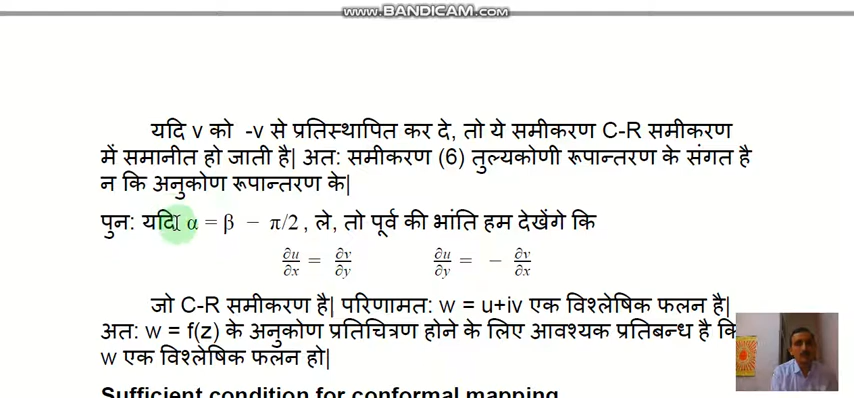 www.BANDICAM.com
यदि v को -v से प्रतिस्थापित कर दे, तो ये समीकरण C-R समीकरण
में समानीत हो जाती है| अत: समीकरण (6) तुल्यकोणी रूपान्तरण के संगत है
न कि अनुकोण रूपान्तरण के|
पुन: यदि α = β − π/2 , ले, तो पूर्व की भांति हम देखेंगे कि
∂u/∂x = ∂v/∂y ∂u/∂y = − ∂v/∂x
जो C-R समीकरण है| परिणामत: w = u+iv एक विश्लेषिक फलन है|
अत: w = f(z) के अनुकोण प्रतिचित्रण होने के लिए आवश्यक प्रतिबन्ध है कि
w एक विश्लेषिक फलन हो|
Sufficient condition for conformal mapping